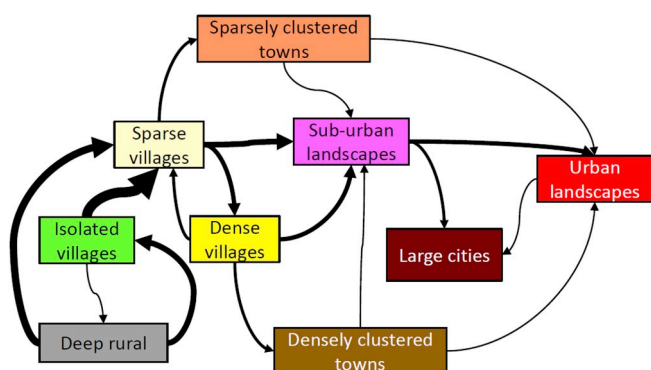 Sparsely clustered
towns
Sparse
villages
Sub-urban
landscapes
Urban
landscapes
Isolated
villages
Dense
villages
Large cities
Deep rural
Densely clustered
towns